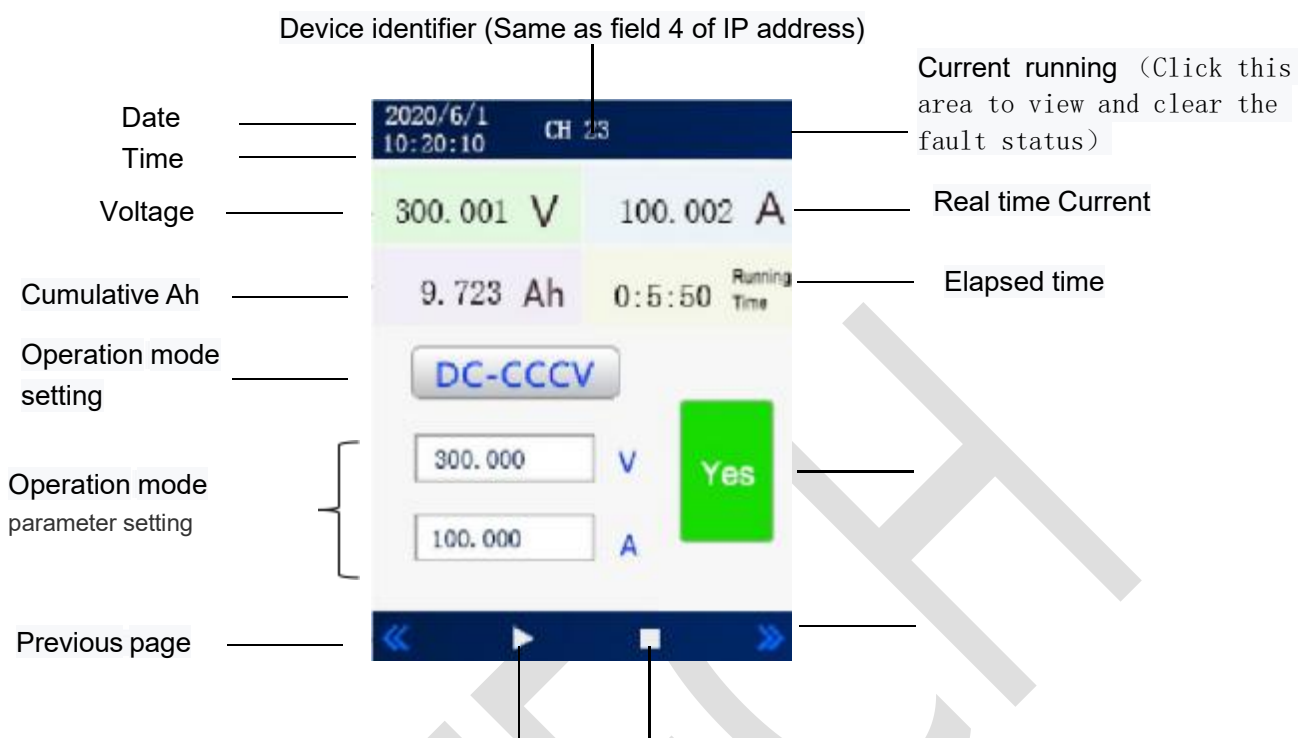 Device identifier (Same as field 4 of IP address)
Current running （Click this
area to view and clear the
fault status）
Date
Time
Voltage
Cumulative Ah
Operation mode
setting
Operation mode
parameter setting
Previous page
2020/6/1
10:20:10
CH 23
300.001 V
100.002 A
9.723 Ah
0:5:50 Running
Time
DC-CCCV
300.000 V
Yes
100.000 A
Real time Current
Elapsed time